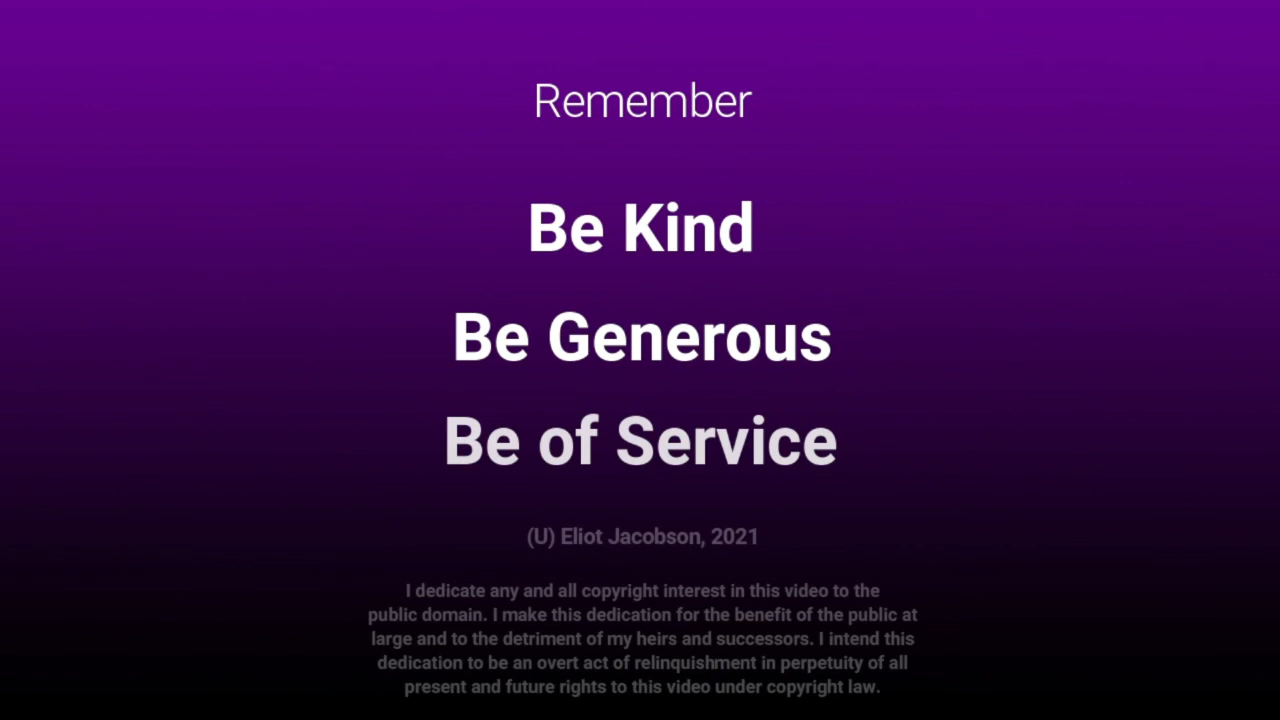 Remember
Be Kind
Be Generous
Be of Service
(U) Eliot Jacobson, 2021
I dedicate any and all copyright interest in this video to the
public domain. I make this dedication for the benefit of the public at
large and to the detriment of my heirs and successors. I intend this
dedication to be an overt act of relinquishment in perpetuity of all
present and future rights to this video under copyright law.